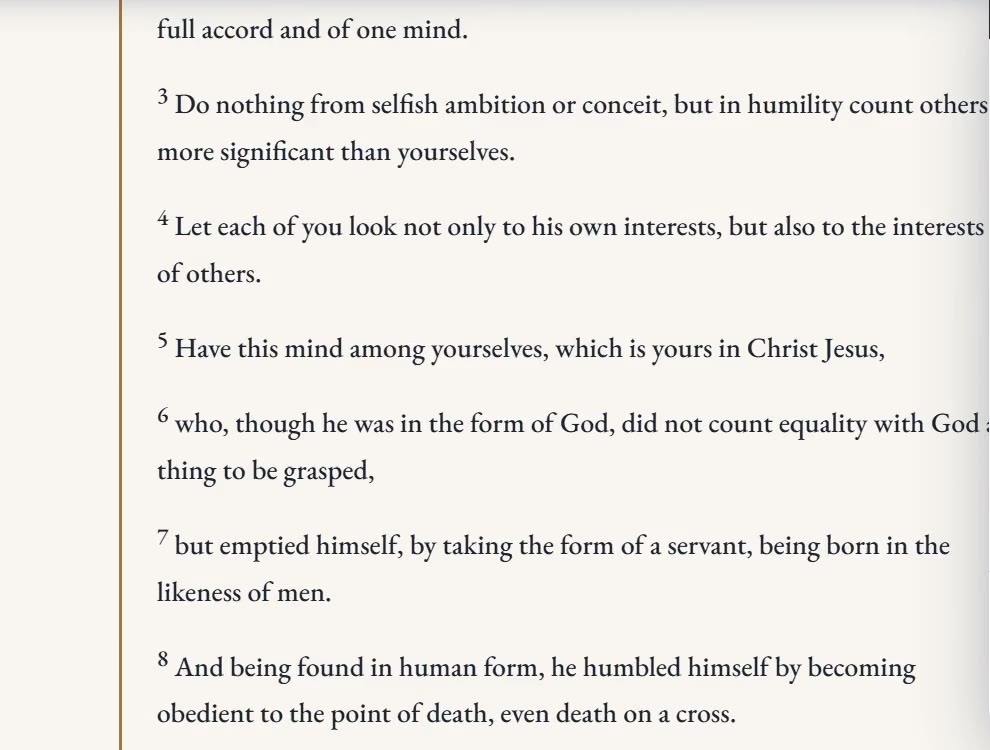 full accord and of one mind.
3 Do nothing from selfish ambition or conceit, but in humility count others
more significant than yourselves.
4 Let each of you look not only to his own interests, but also to the interests
of others.
5 Have this mind among yourselves, which is yours in Christ Jesus,
6 who, though he was in the form of God, did not count equality with God
thing to be grasped,
7 but emptied himself, by taking the form of a servant, being born in the
likeness of men.
8 And being found in human form, he humbled himself by becoming
obedient to the point of death, even death on a cross.